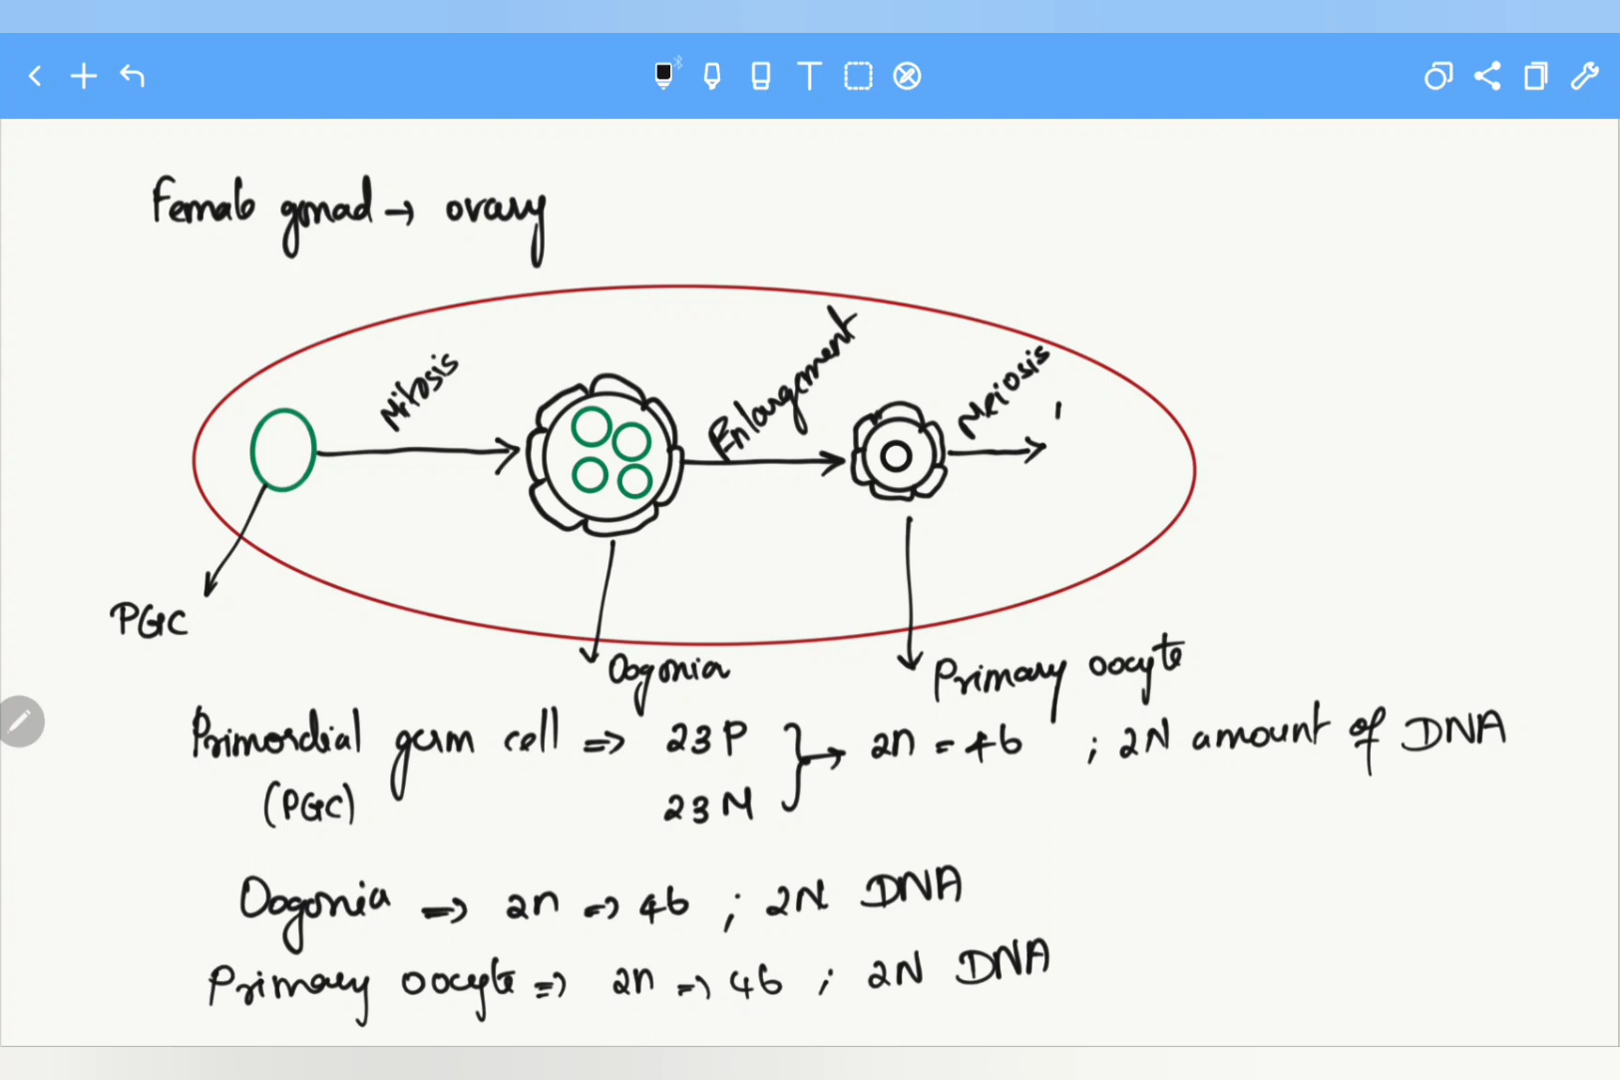 Female gonad → ovary
Mitosis
Enlargement
Meiosis
PGC
Oogonia
Primary oocyte
Primordial germ cell => 23 P } → 2n = 46 ; 2N amount of DNA
(PGC) 23 M
Oogonia => 2n => 46 ; 2N DNA
Primary oocyte => 2n => 46 ; 2N DNA